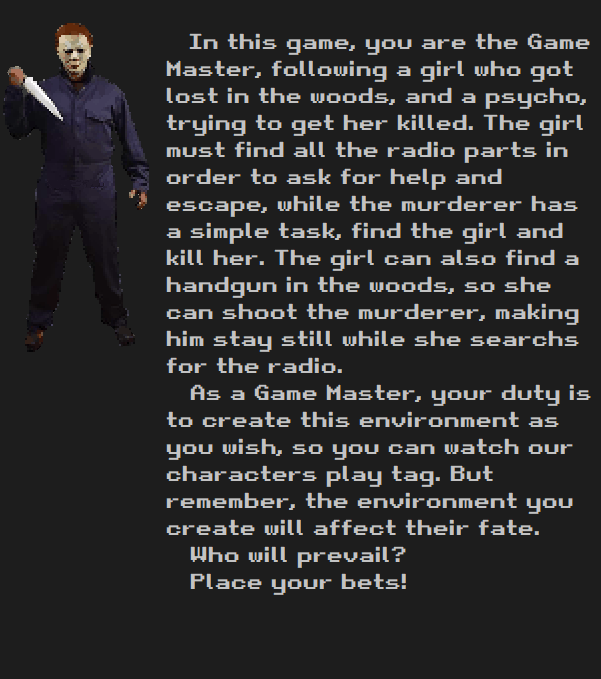 In this game, you are the Game
Master, following a girl who got
lost in the woods, and a psycho,
trying to get her killed. The girl
must find all the radio parts in
order to ask for help and
escape, while the murderer has
a simple task, find the girl and
kill her. The girl can also find a
handgun in the woods, so she
can shoot the murderer, making
him stay still while she searchs
for the radio.
As a Game Master, your duty is
to create this environment as
you wish, so you can watch our
characters play tag. But
remember, the environment you
create will affect their fate.
Who will prevail?
Place your bets!